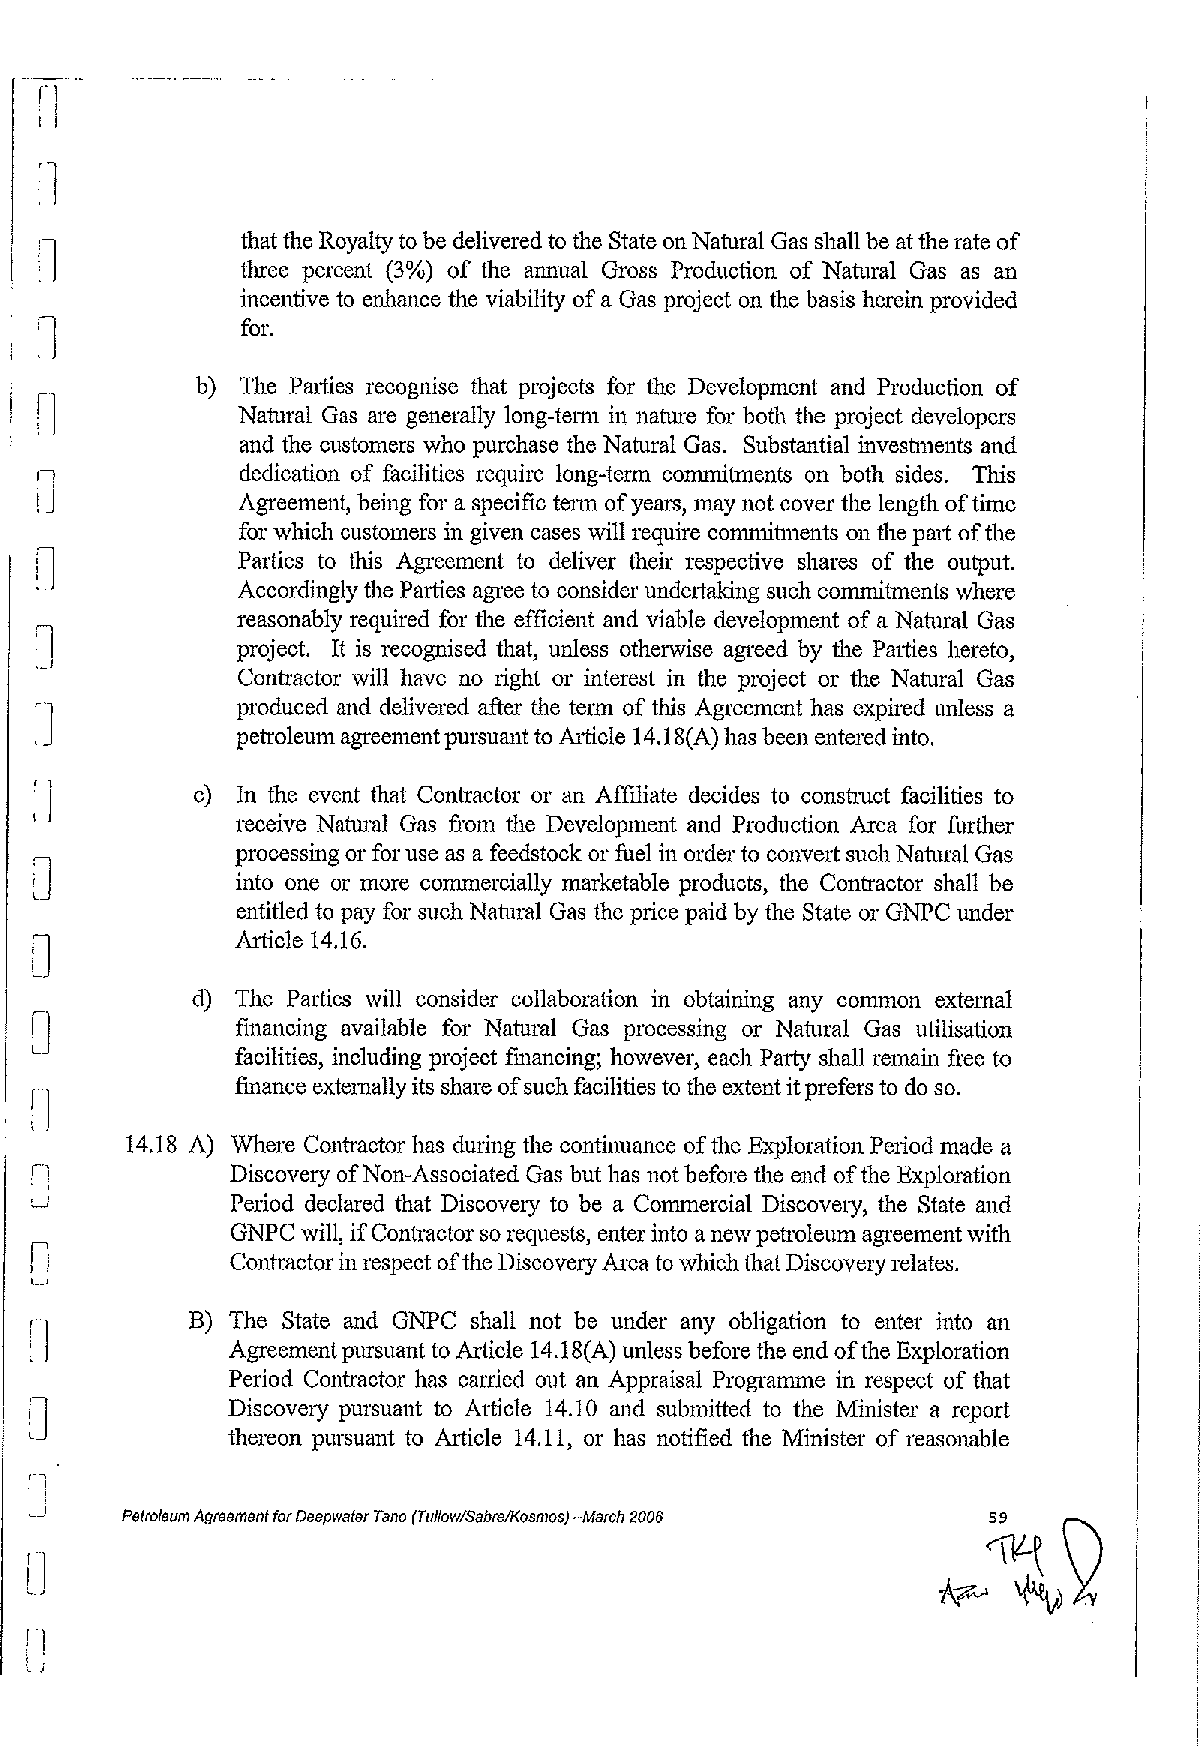 that the Royalty to be delivered to the State on Natural Gas shall be at the rate of
three percent (3%) of the annual Gross Production of Natural Gas as an
incentive to enhance the viability of a Gas project on the basis herein provided
for.
b) The Parties recognise that projects for the Development and Production of
Natural Gas are generally long-term in nature for both the project developers
and the customers who purchase the Natural Gas. Substantial investments and
dedication of facilities require long-term commitments on both sides. This
Agreement, being for a specific term of years, may not cover the length of time
for which customers in given cases will require commitments on the part of the
Parties to this Agreement to deliver their respective shares of the output.
Accordingly the Parties agree to consider undertaking such commitments where
reasonably required for the efficient and viable development of a Natural Gas
project. It is recognised that, unless otherwise agreed by the Parties hereto,
Contractor will have no right or interest in the project or the Natural Gas
produced and delivered after the term of this Agreement has expired unless a
petroleum agreement pursuant to Article 14.18(A) has been entered into.
c) In the event that Contractor or an Affiliate decides to construct facilities to
receive Natural Gas from the Development and Production Area for further
processing or for use as a feedstock or fuel in order to convert such Natural Gas
into one or more commercially marketable products, the Contractor shall be
entitled to pay for such Natural Gas the price paid by the State or GNPC under
Article 14.16.
d) The Parties will consider collaboration in obtaining any common external
financing available for Natural Gas processing or Natural Gas utilisation
facilities, including project financing; however, each Party shall remain free to
finance externally its share of such facilities to the extent it prefers to do so.
14.18 A) Where Contractor has during the continuance of the Exploration Period made a
Discovery of Non-Associated Gas but has not before the end of the Exploration
Period declared that Discovery to be a Commercial Discovery, the State and
GNPC will, if Contractor so requests, enter into a new petroleum agreement with
Contractor in respect of the Discovery Area to which that Discovery relates.
B) The State and GNPC shall not be under any obligation to enter into an
Agreement pursuant to Article 14.18(A) unless before the end of the Exploration
Period Contractor has carried out an Appraisal Programme in respect of that
Discovery pursuant to Article 14.10 and submitted to the Minister a report
thereon pursuant to Article 14.11, or has notified the Minister of reasonable
Petroleum Agreement for Deepwater Tano (Tullow/Sabre/Kosmos) –March 2006 59